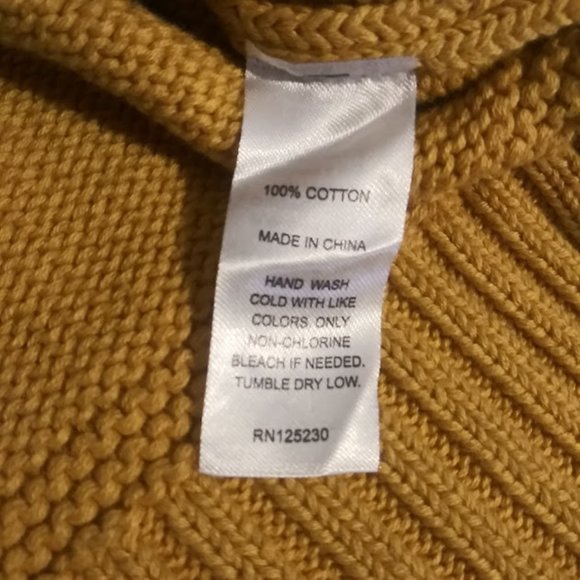 100% COTTON
MADE IN CHINA
HAND WASH
COLD WITH LIKE
COLORS. ONLY
NON-CHLORINE
BLEACH IF NEEDED.
TUMBLE DRY LOW.
RN125230